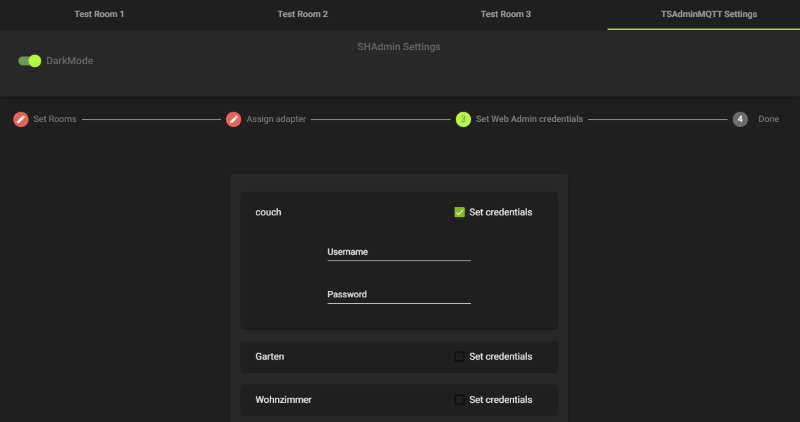 Test Room 1 Test Room 2 Test Room 3 TSAdminMQTT Settings
SHAdmin Settings
DarkMode
Set Rooms Assign adapter 3 Set Web Admin credentials 4 Done
couch Set credentials
Username
Password
Garten Set credentials
Wohnzimmer Set credentials